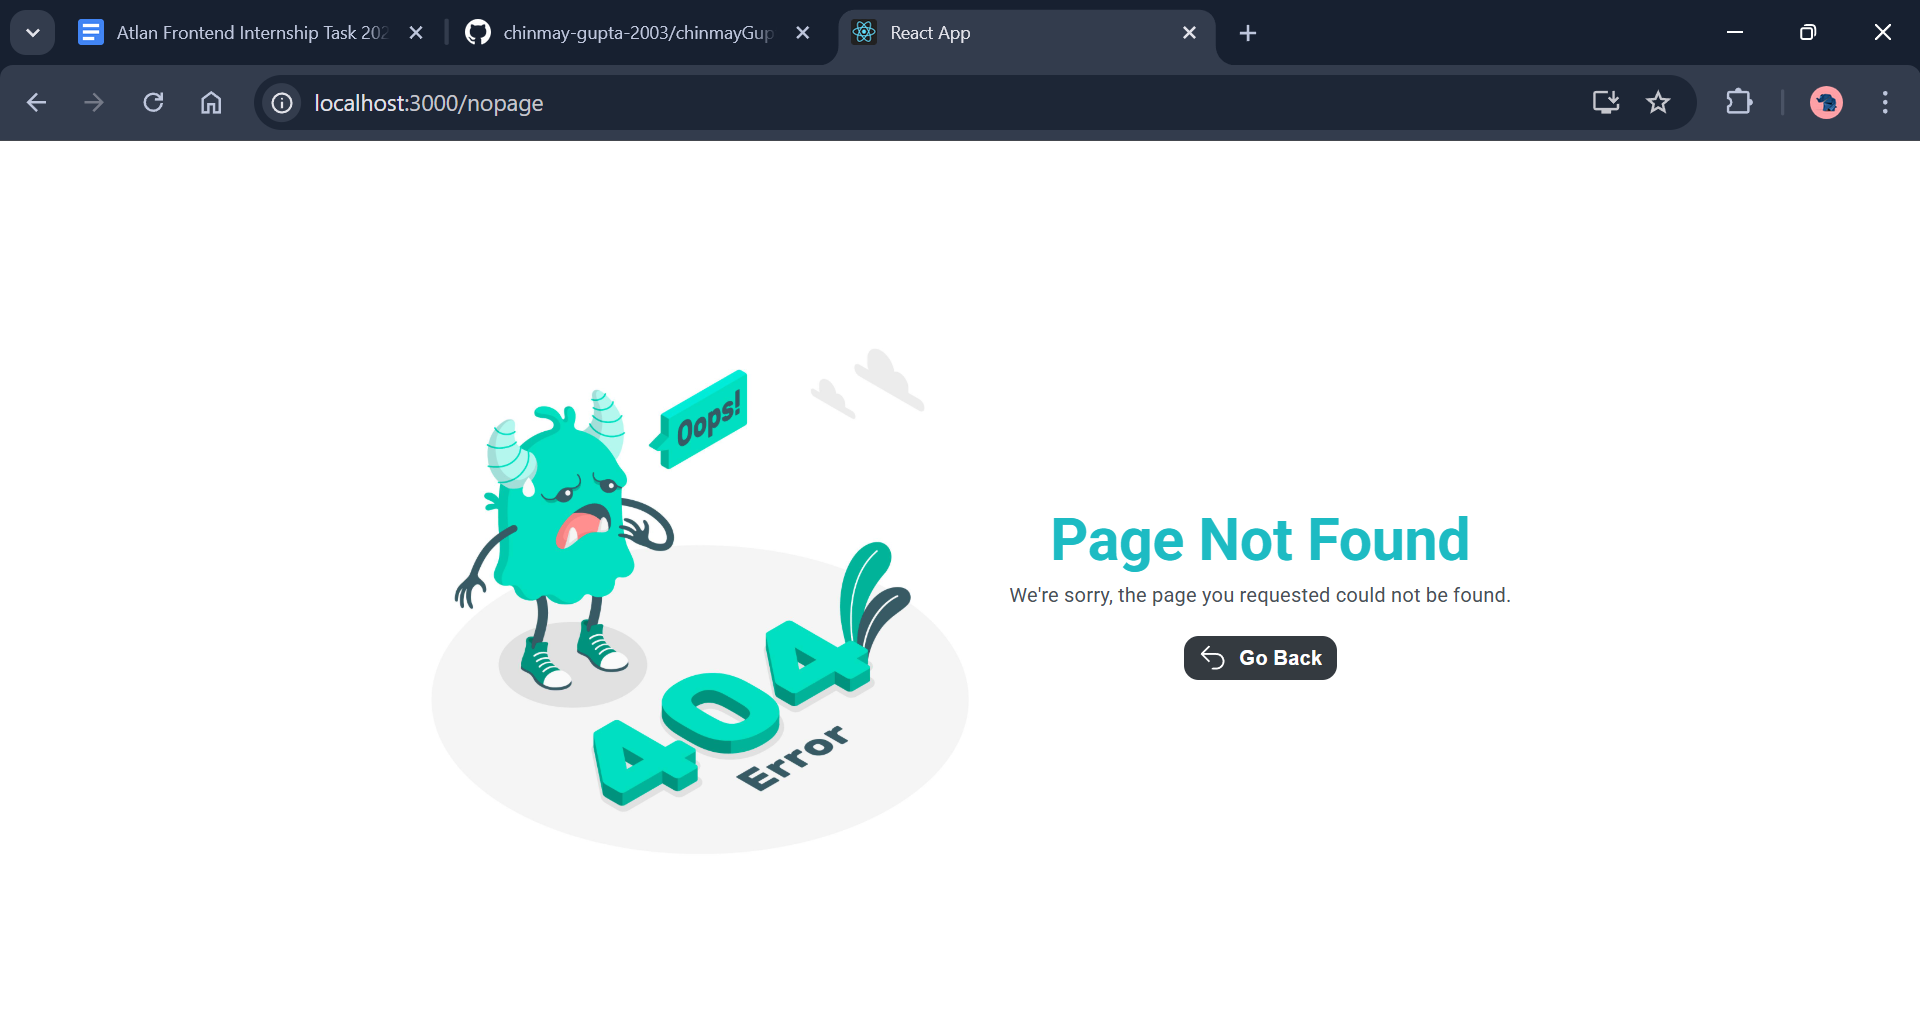 Atlan Frontend Internship Task 202
chinmay-gupta-2003/chinmayGup
React App
localhost:3000/nopage
Oops!
404
Error
Page Not Found
We're sorry, the page you requested could not be found.
Go Back